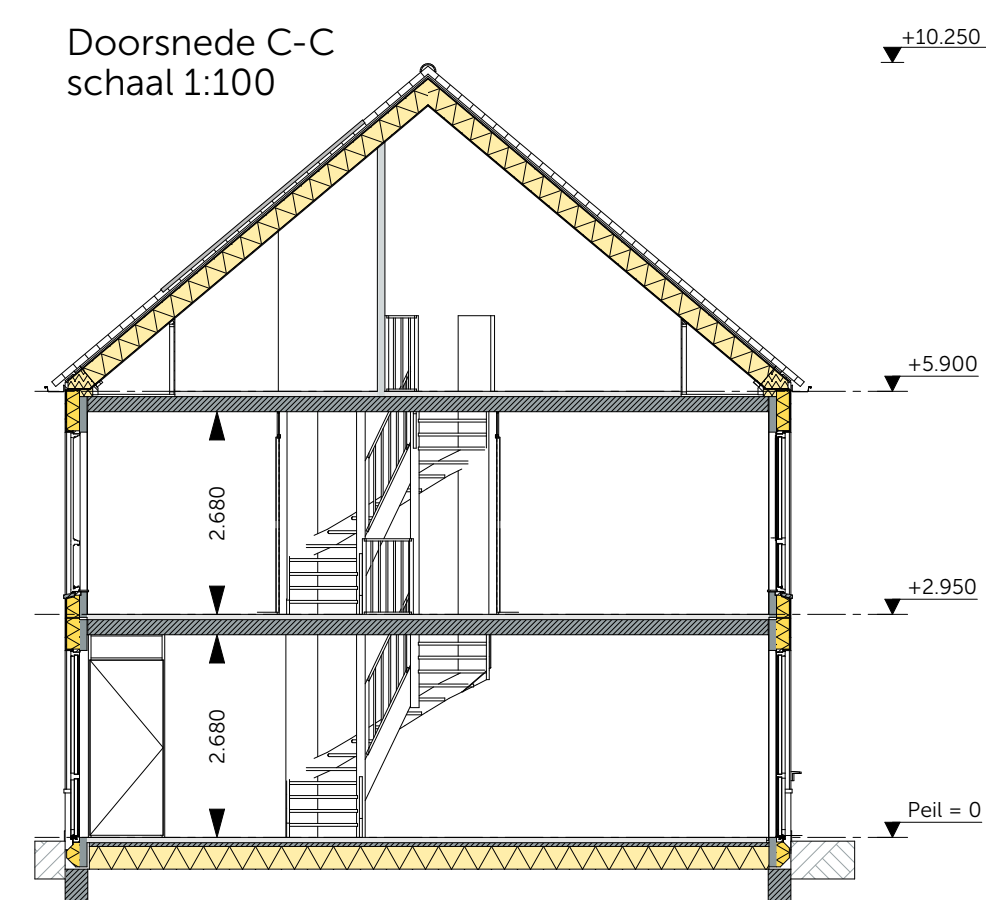 Doorsnede C-C
schaal 1:100
+10.250
+5.900
2.680
+2.950
2.680
Peil = 0